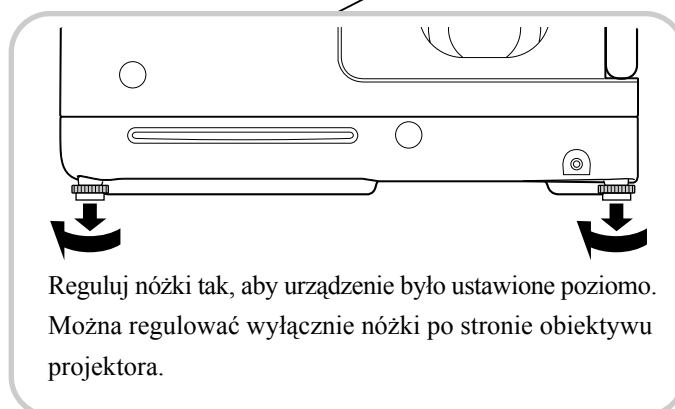 Reguluj nóżki tak, aby urządzenie było ustawione poziomo.
Można regulować wyłącznie nóżki po stronie obiektywu
projektora.